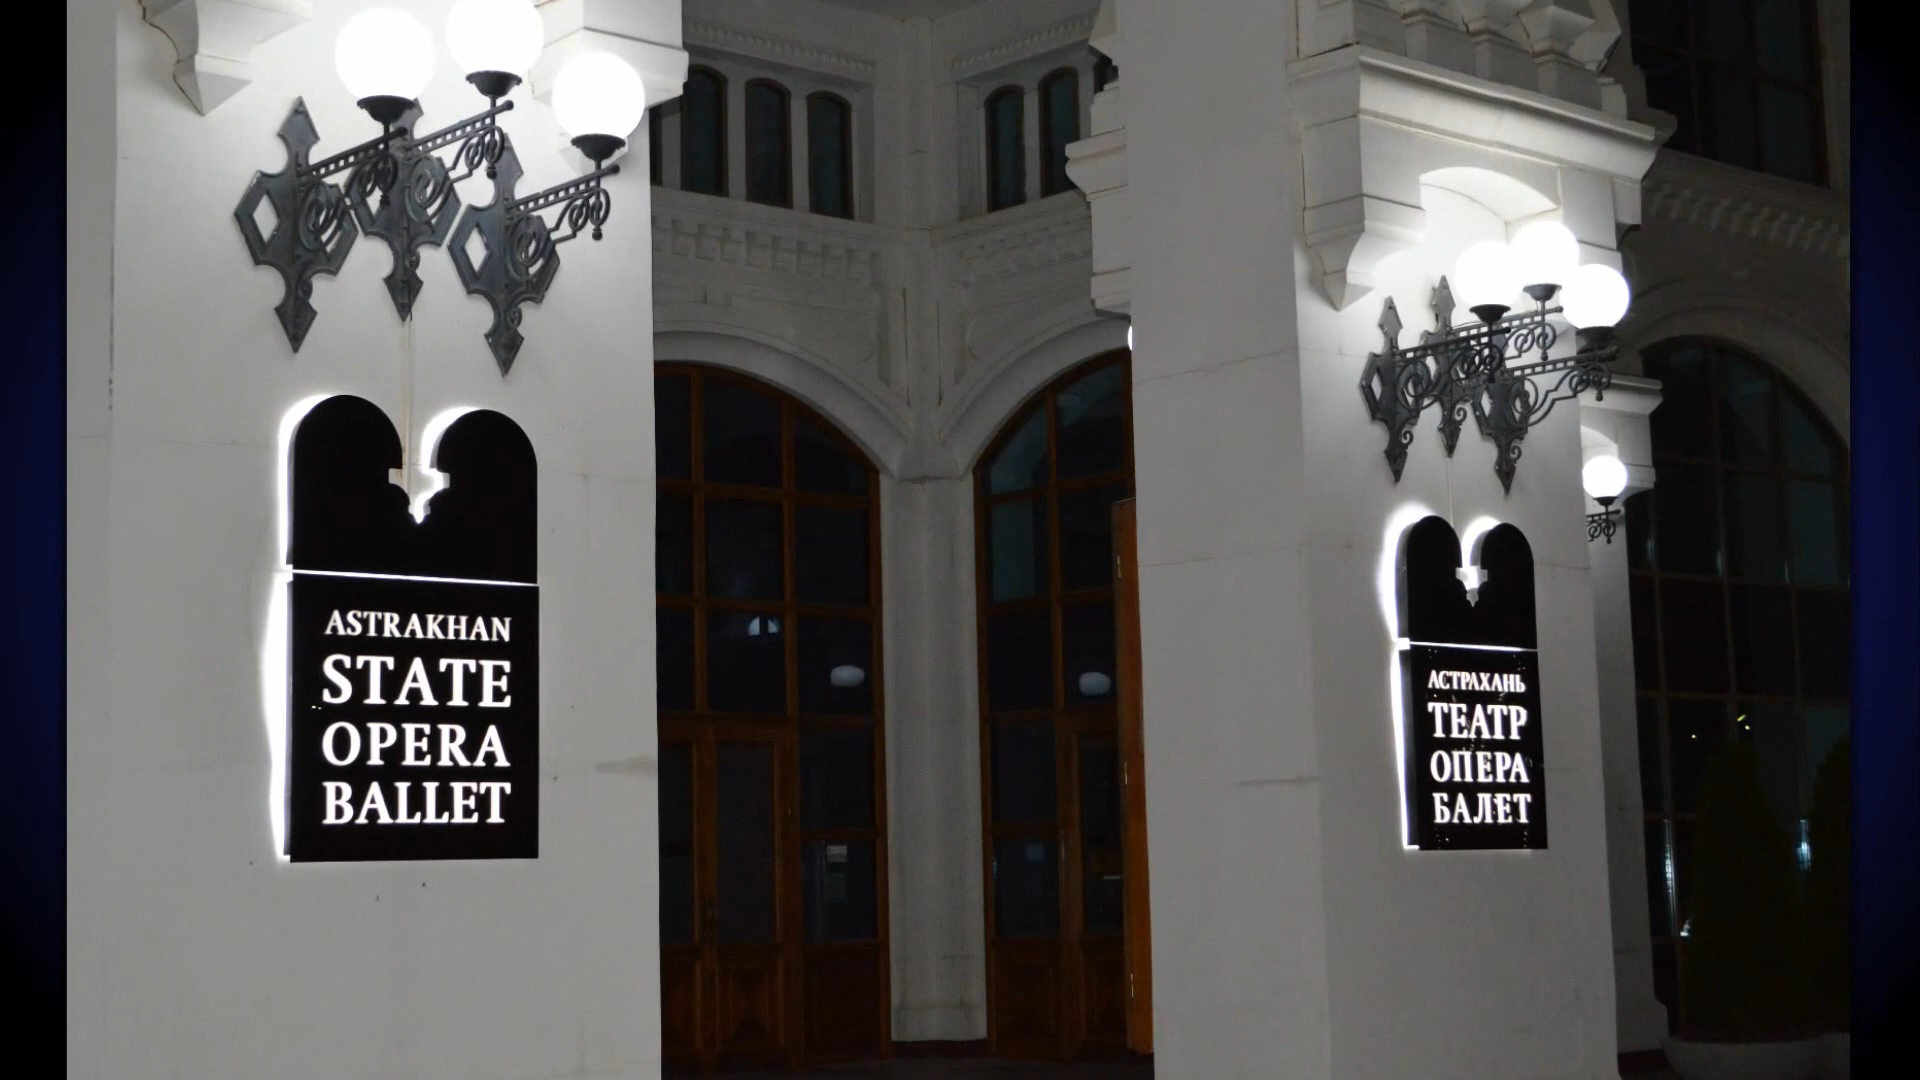 ASTRAKHAN
STATE
OPERA
BALLET
АСТРАХАНЬ
ТЕАТР
ОПЕРА
БАЛЕТ